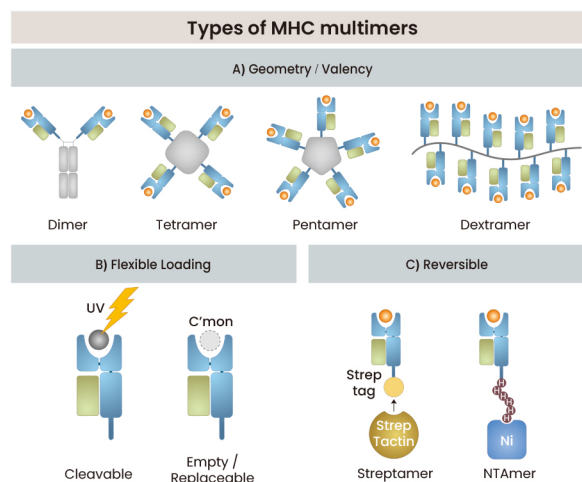 Types of MHC multimers
A) Geometry / Valency
Dimer
Tetramer
Pentamer
Dextramer
B) Flexible Loading
C) Reversible
UV
C'mon
Cleavable
Empty /
Replaceable
Strep
tag
Strep
Tactin
Streptamer
H
H
H
H
H
H
Ni
NTAmer